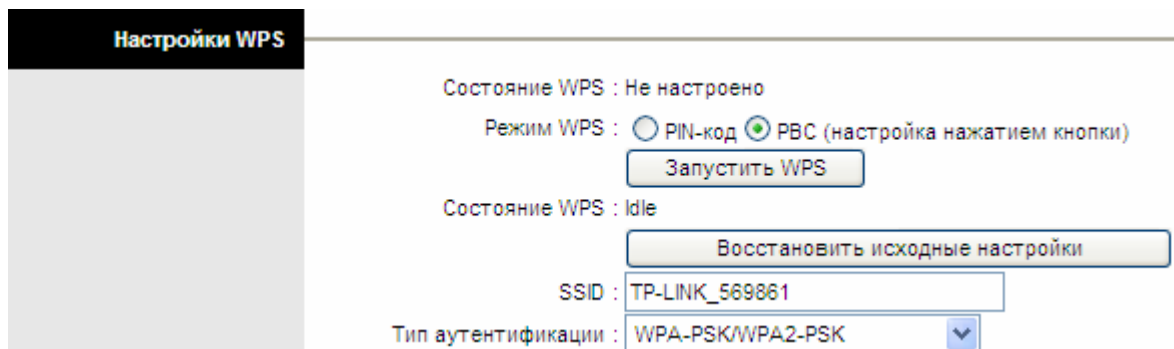 Настройки WPS
Состояние WPS : Не настроено
Режим WPS : PIN-код PBC (настройка нажатием кнопки)
Запустить WPS
Состояние WPS : Idle
Восстановить исходные настройки
SSID : TP-LINK_569861
Тип аутентификации : WPA-PSK/WPA2-PSK